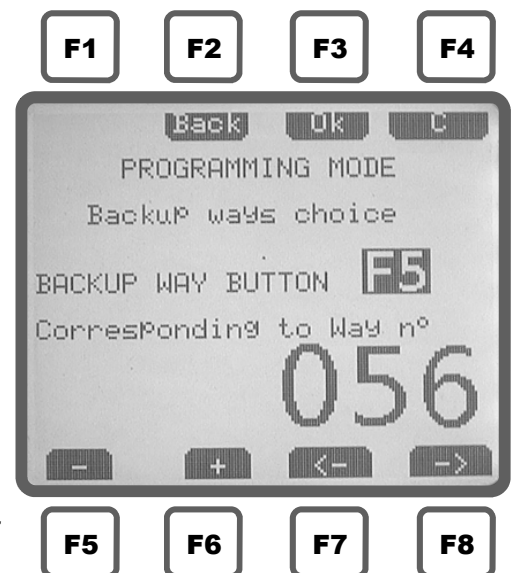 F1 F2 F3 F4
Back Ok C
PROGRAMMING MODE
Backup ways choice
BACKUP WAY BUTTON F5
Corresponding to Way nº
056
- + <- ->
F5 F6 F7 F8